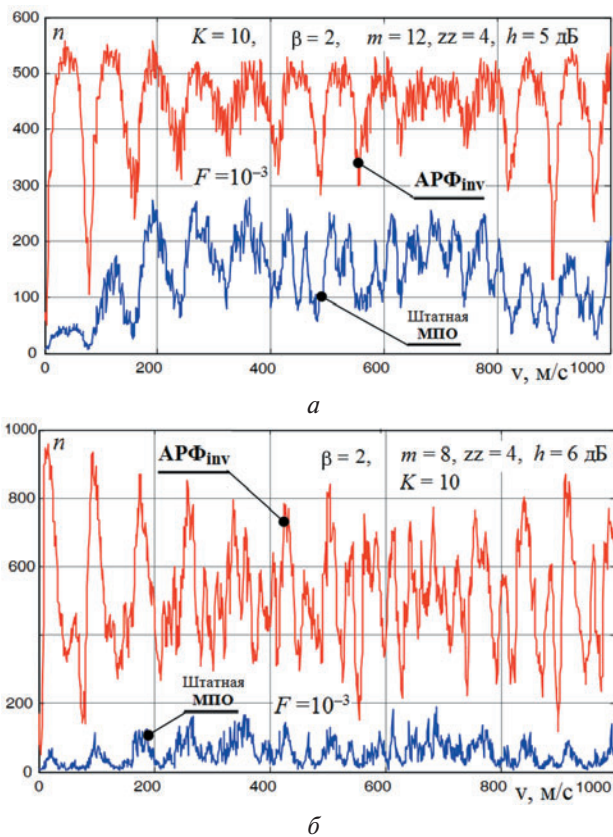 n
K = 10, β = 2, m = 12, zz = 4, h = 5 дБ
600
500
400
300
200
100
0
F = 10⁻³
АРФinv
Штатная
МПО
0 200 400 600 800 1000
v, м/с
а
1000
n
АРФinv
β = 2, m = 8, zz = 4, h = 6 дБ
K = 10
800
600
200
0
Штатная
МПО
F = 10⁻³
0 200 400 600 800 1000
v, м/с
б